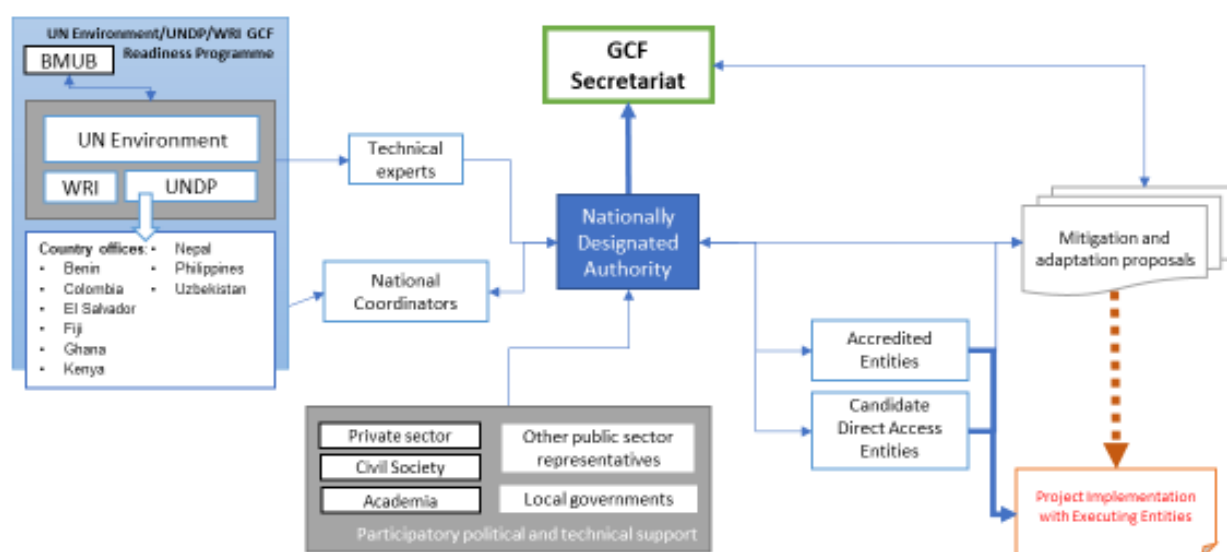 UN Environment/UNDP/WRI GCF
Readiness Programme
BMUB
UN Environment
WRI
UNDP
Country offices:
• Benin
• Colombia
• El Salvador
• Fiji
• Ghana
• Kenya
• Nepal
• Philippines
• Uzbekistan
Technical
experts
National
Coordinators
GCF
Secretariat
Nationally
Designated
Authority
Mitigation and
adaptation proposals
Accredited
Entities
Candidate
Direct Access
Entities
Private sector
Civil Society
Academia
Other public sector
representatives
Local governments
Participatory political and technical support
Project Implementation
with Executing Entities